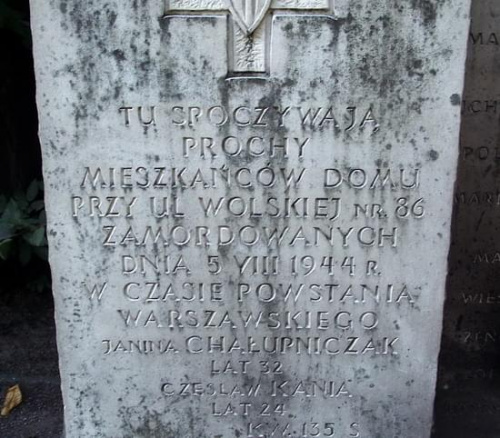 TU SPOCZYWAJĄ
PROCHY
MIESZKAŃCÓW DOMU
PRZY UL WOLSKIEJ NR. 86
ZAMORDOWANYCH
DNIA 5 VIII 1944 R.
W CZASIE POWSTANIA
WARSZAWSKIEGO
JANINA CHAŁUPNICZAK
LAT 32
CZESŁAW KANIA
LAT 24
135 S